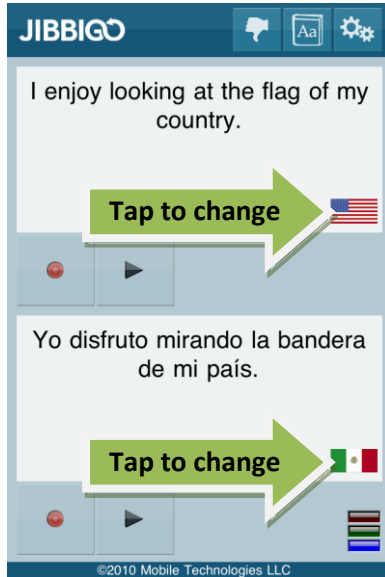 JIBBIGO
Aa
I enjoy looking at the flag of my
country.
Tap to change
Yo disfruto mirando la bandera
de mi país.
Tap to change
©2010 Mobile Technologies LLC